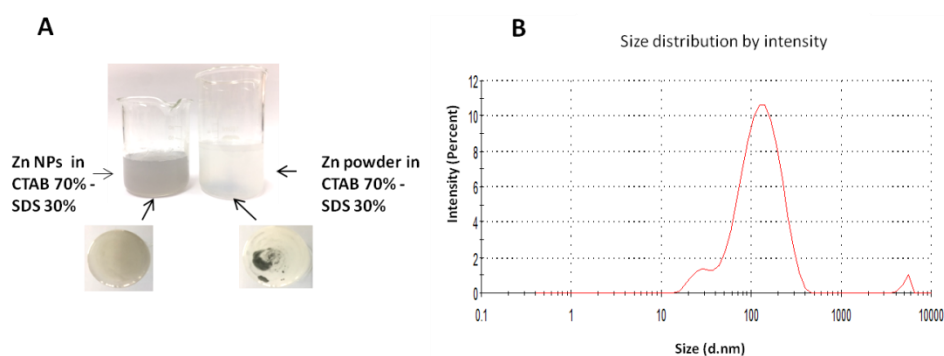 A
Zn NPs in
CTAB 70% -
SDS 30%
Zn powder in
CTAB 70% -
SDS 30%
B
Size distribution by intensity
Intensity (Percent)
12
10
8
6
4
2
0
0.1 1 10 100 1000 10000
Size (d.nm)